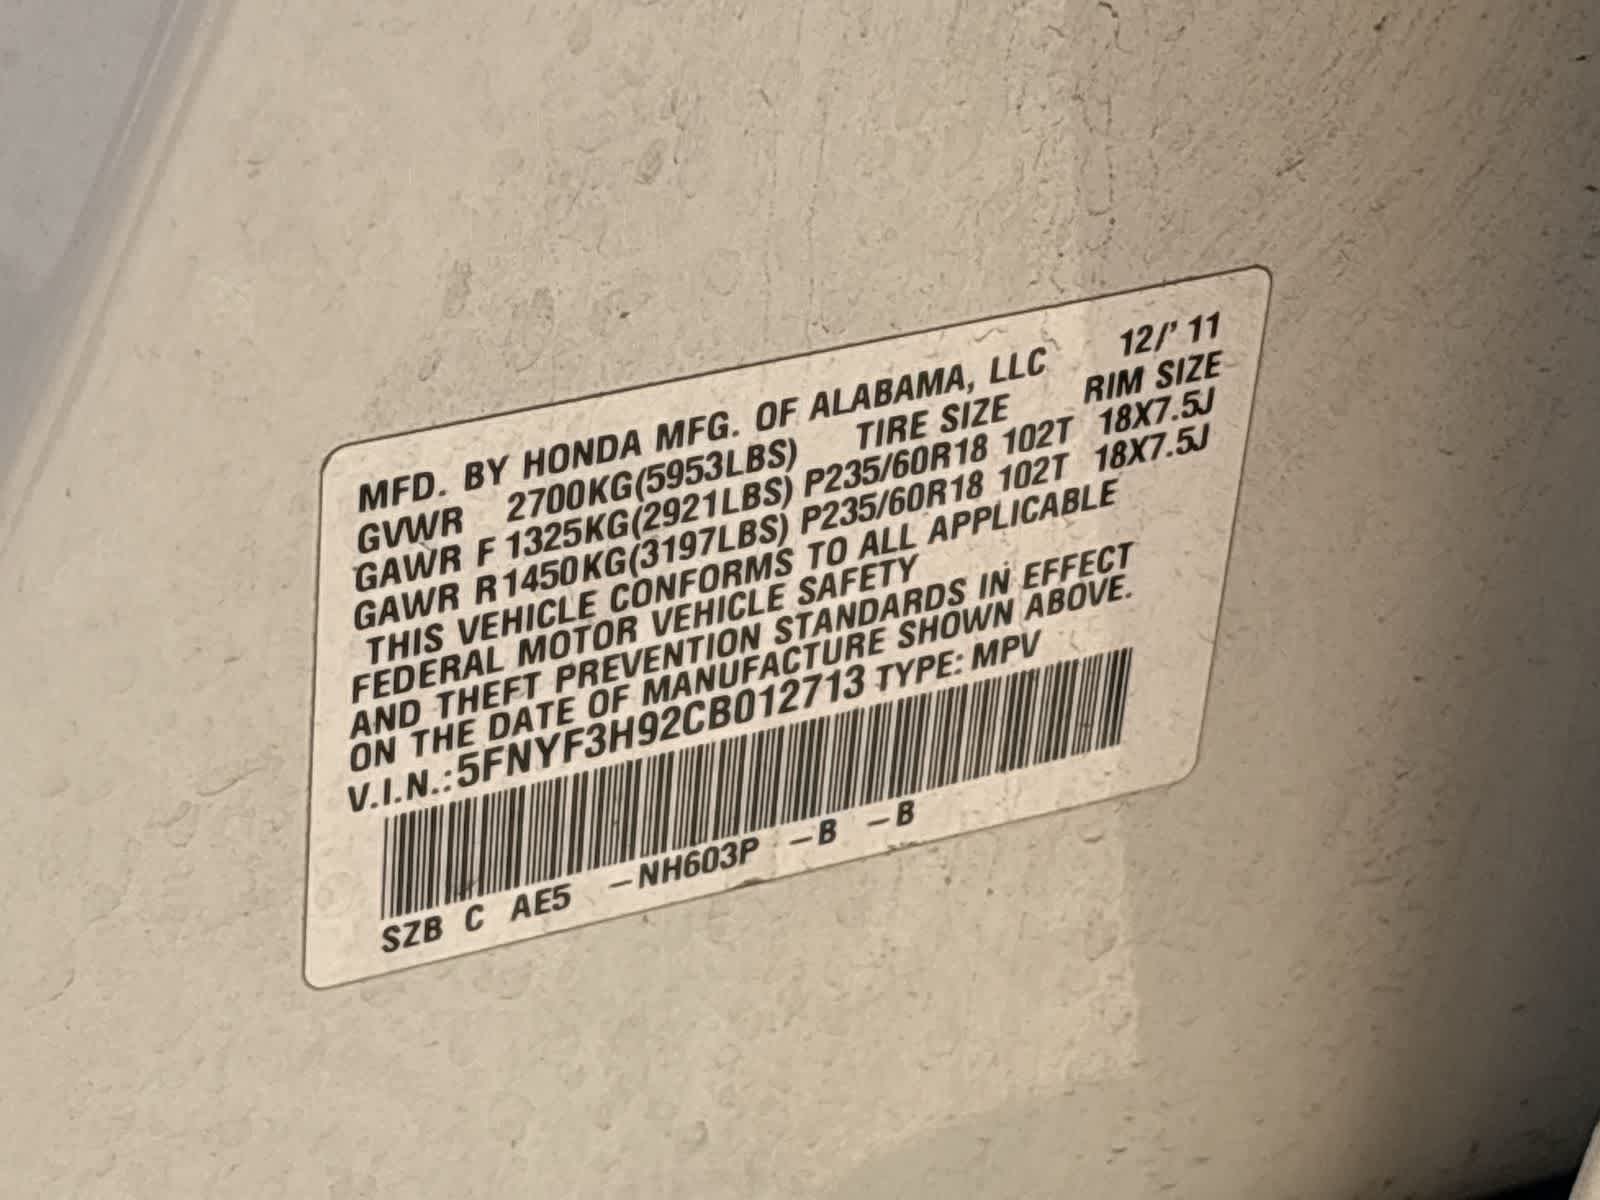 MFD. BY HONDA MFG. OF ALABAMA, LLC 12/' 11
GVWR 2700KG(5953LBS) TIRE SIZE RIM SIZE
GAWR F 1325KG(2921LBS) P235/60R18 102T 18X7.5J
GAWR R 1450KG(3197LBS) P235/60R18 102T 18X7.5J
THIS VEHICLE CONFORMS TO ALL APPLICABLE
FEDERAL MOTOR VEHICLE SAFETY
AND THEFT PREVENTION STANDARDS IN EFFECT
ON THE DATE OF MANUFACTURE SHOWN ABOVE.
V.I.N.: 5FNYF3H92CB012713 TYPE: MPV
SZB C AE5 –NH603P –B –B